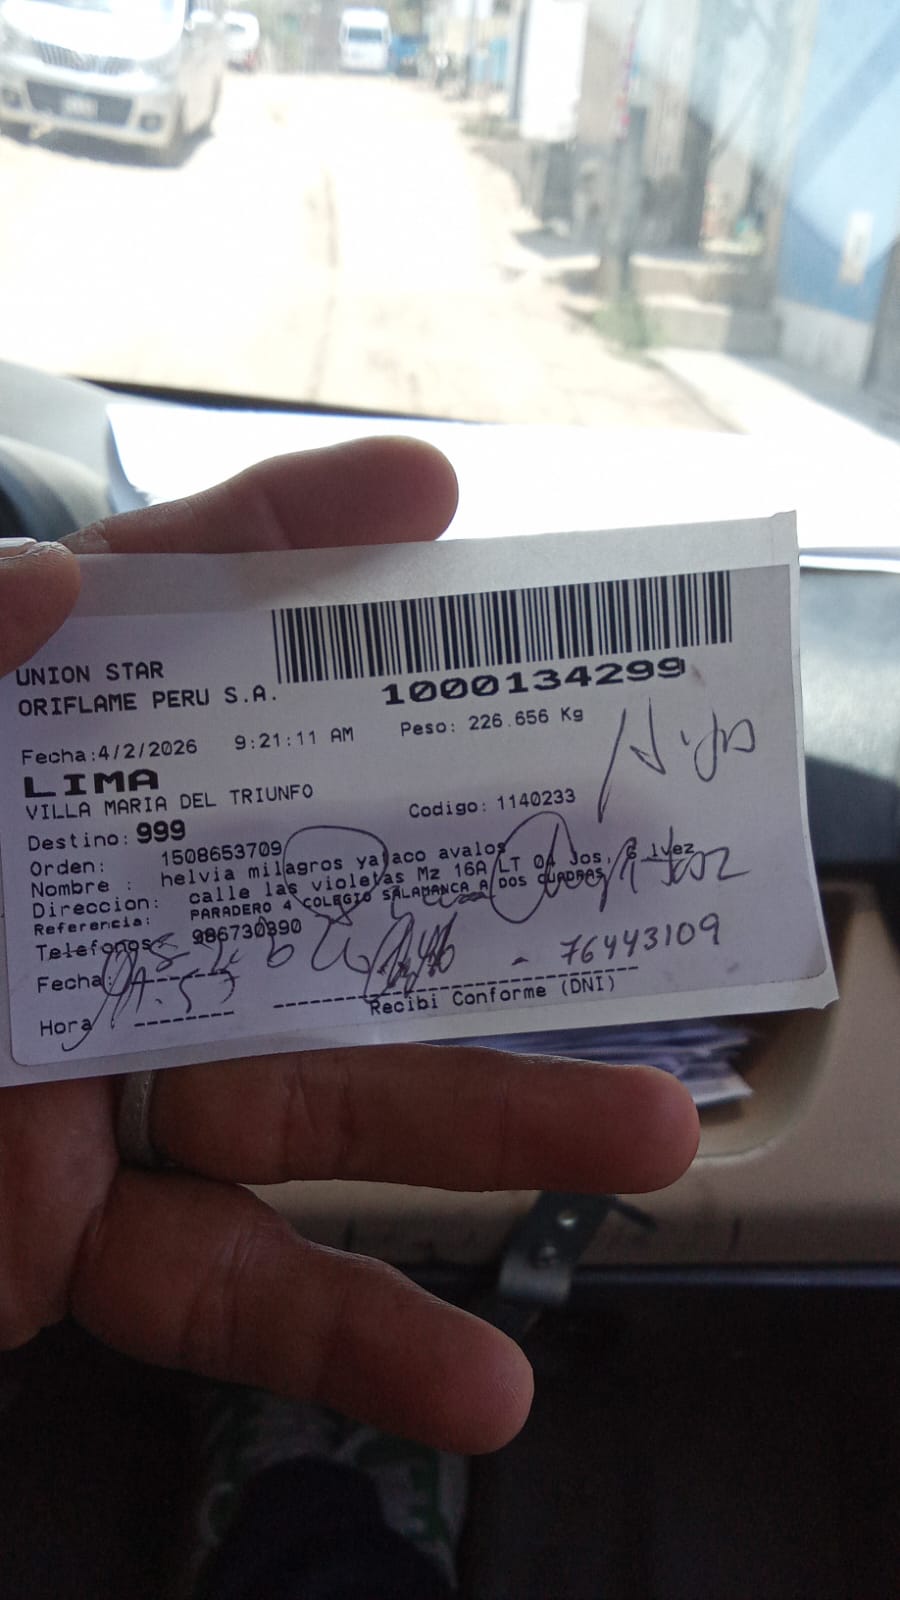 UNION STAR
ORIFLAME PERU S.A.
1000134299
Fecha:4/2/2026 9:21:11 AM Peso: 226.656 Kg
LIMA
VILLA MARIA DEL TRIUNFO
Destino: 999 Codigo: 1140233
Orden: 1508653709
Nombre : helvia milagros yataco avalos
Direccion: calle las violetas Mz 16A LT 04 Jos. G lvez
Referencia: PARADERO 4 COLEGIO SALAMANCA A DOS CUADRAS
Telefonos: 986730390
Fecha: - 76443109
Hora Recibi Conforme (DNI)